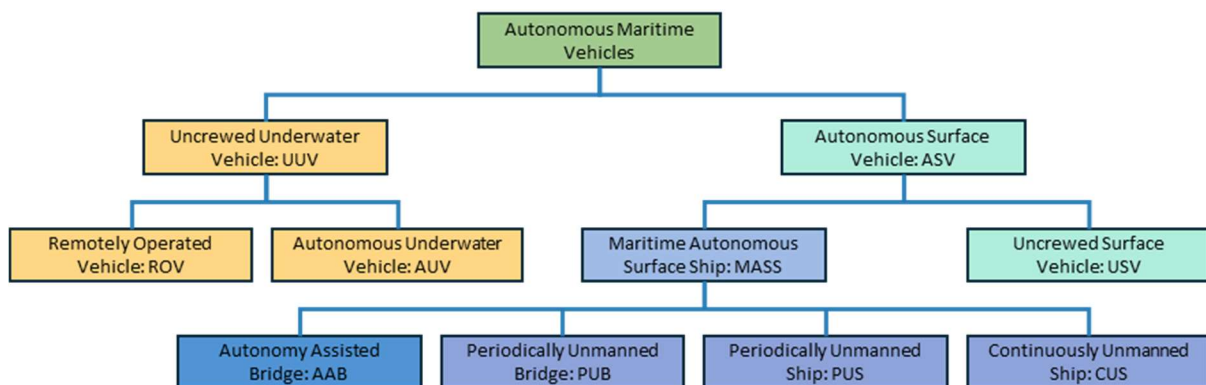 Autonomous Maritime
Vehicles
Uncrewed Underwater
Vehicle: UUV
Autonomous Surface
Vehicle: ASV
Remotely Operated
Vehicle: ROV
Autonomous Underwater
Vehicle: AUV
Maritime Autonomous
Surface Ship: MASS
Uncrewed Surface
Vehicle: USV
Autonomy Assisted
Bridge: AAB
Periodically Unmanned
Bridge: PUB
Periodically Unmanned
Ship: PUS
Continuously Unmanned
Ship: CUS